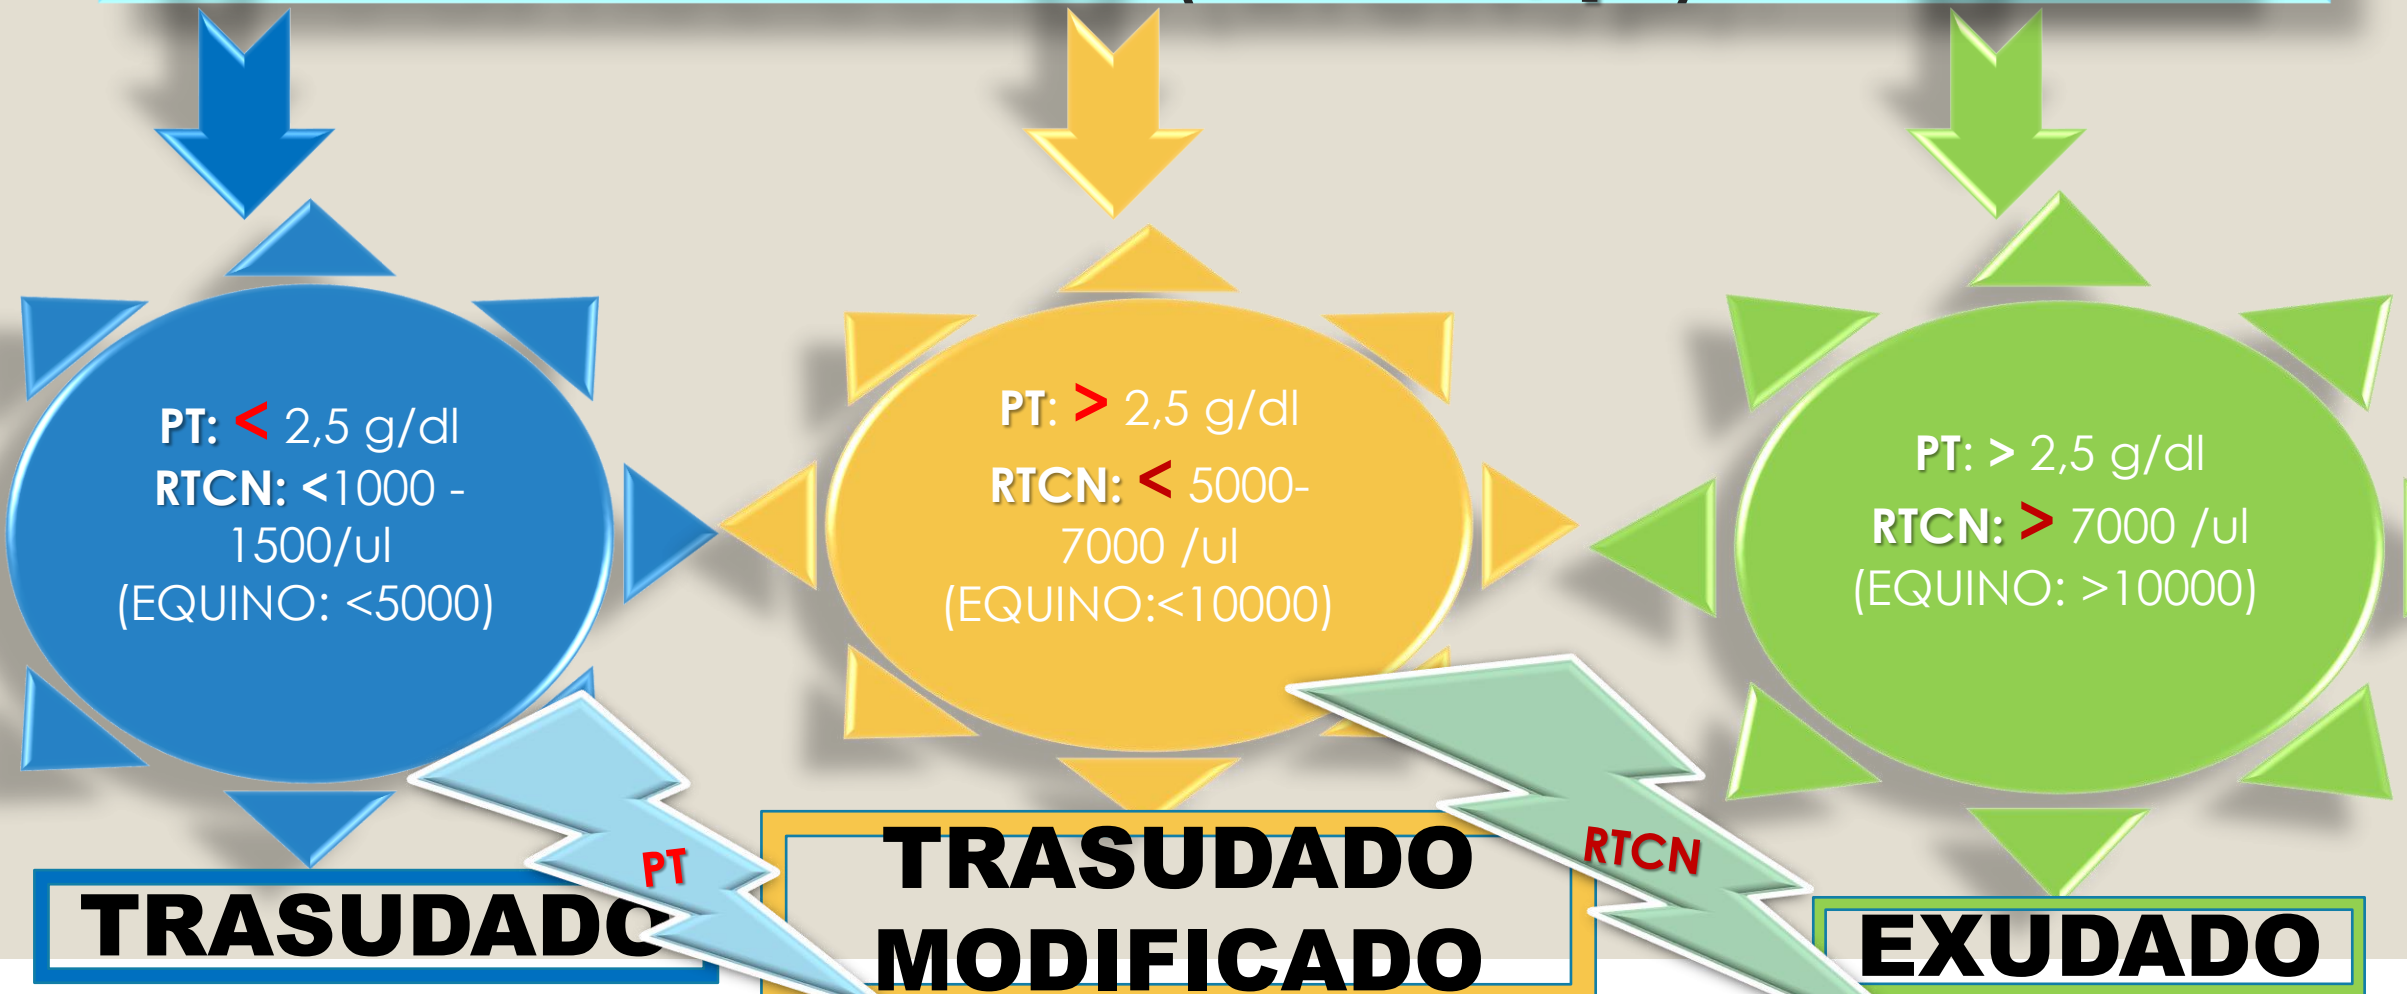 PT: < 2,5 g/dl
RTCN: <1000 -
1500/ul
(EQUINO: <5000)
PT: > 2,5 g/dl
RTCN: < 5000-
7000 /ul
(EQUINO:<10000)
PT: > 2,5 g/dl
RTCN: > 7000 /ul
(EQUINO: >10000)
PT
RTCN
TRASUDADO
TRASUDADO
MODIFICADO
EXUDADO